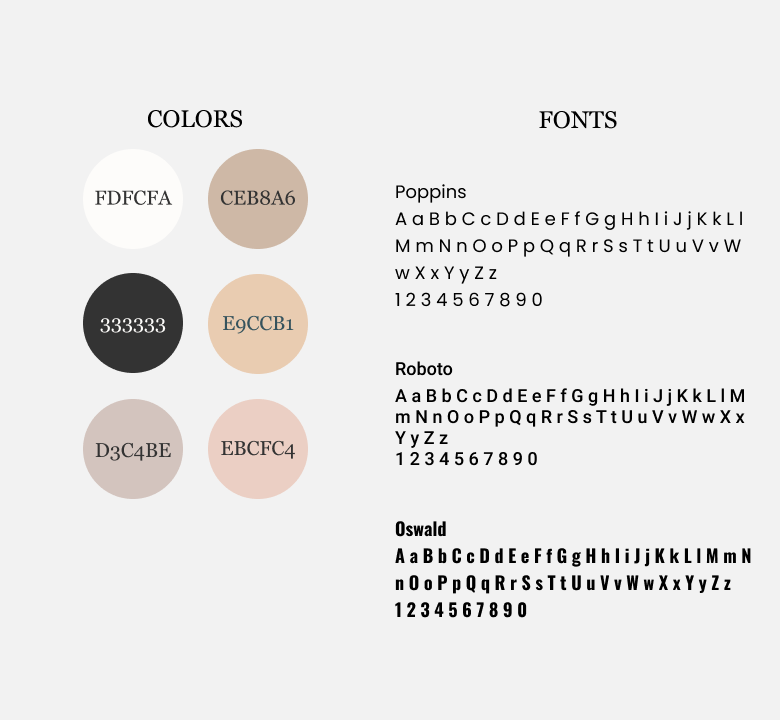 COLORS
FDFCFA
CEB8A6
333333
E9CCB1
D3C4BE
EBCFC4
FONTS
Poppins
A a B b C c D d E e F f G g H h I i J j K k L l
M m N n O o P p Q q R r S s T t U u V v W
w X x Y y Z z
1 2 3 4 5 6 7 8 9 0
Roboto
A a B b C c D d E e F f G g H h I i J j K k L l M
m N n O o P p Q q R r S s T t U u V v W w X x
Y y Z z
1 2 3 4 5 6 7 8 9 0
Oswald
A a B b C c D d E e F f G g H h I i J j K k L l M m N
n O o P p Q q R r S s T t U u V v W w X x Y y Z z
1 2 3 4 5 6 7 8 9 0